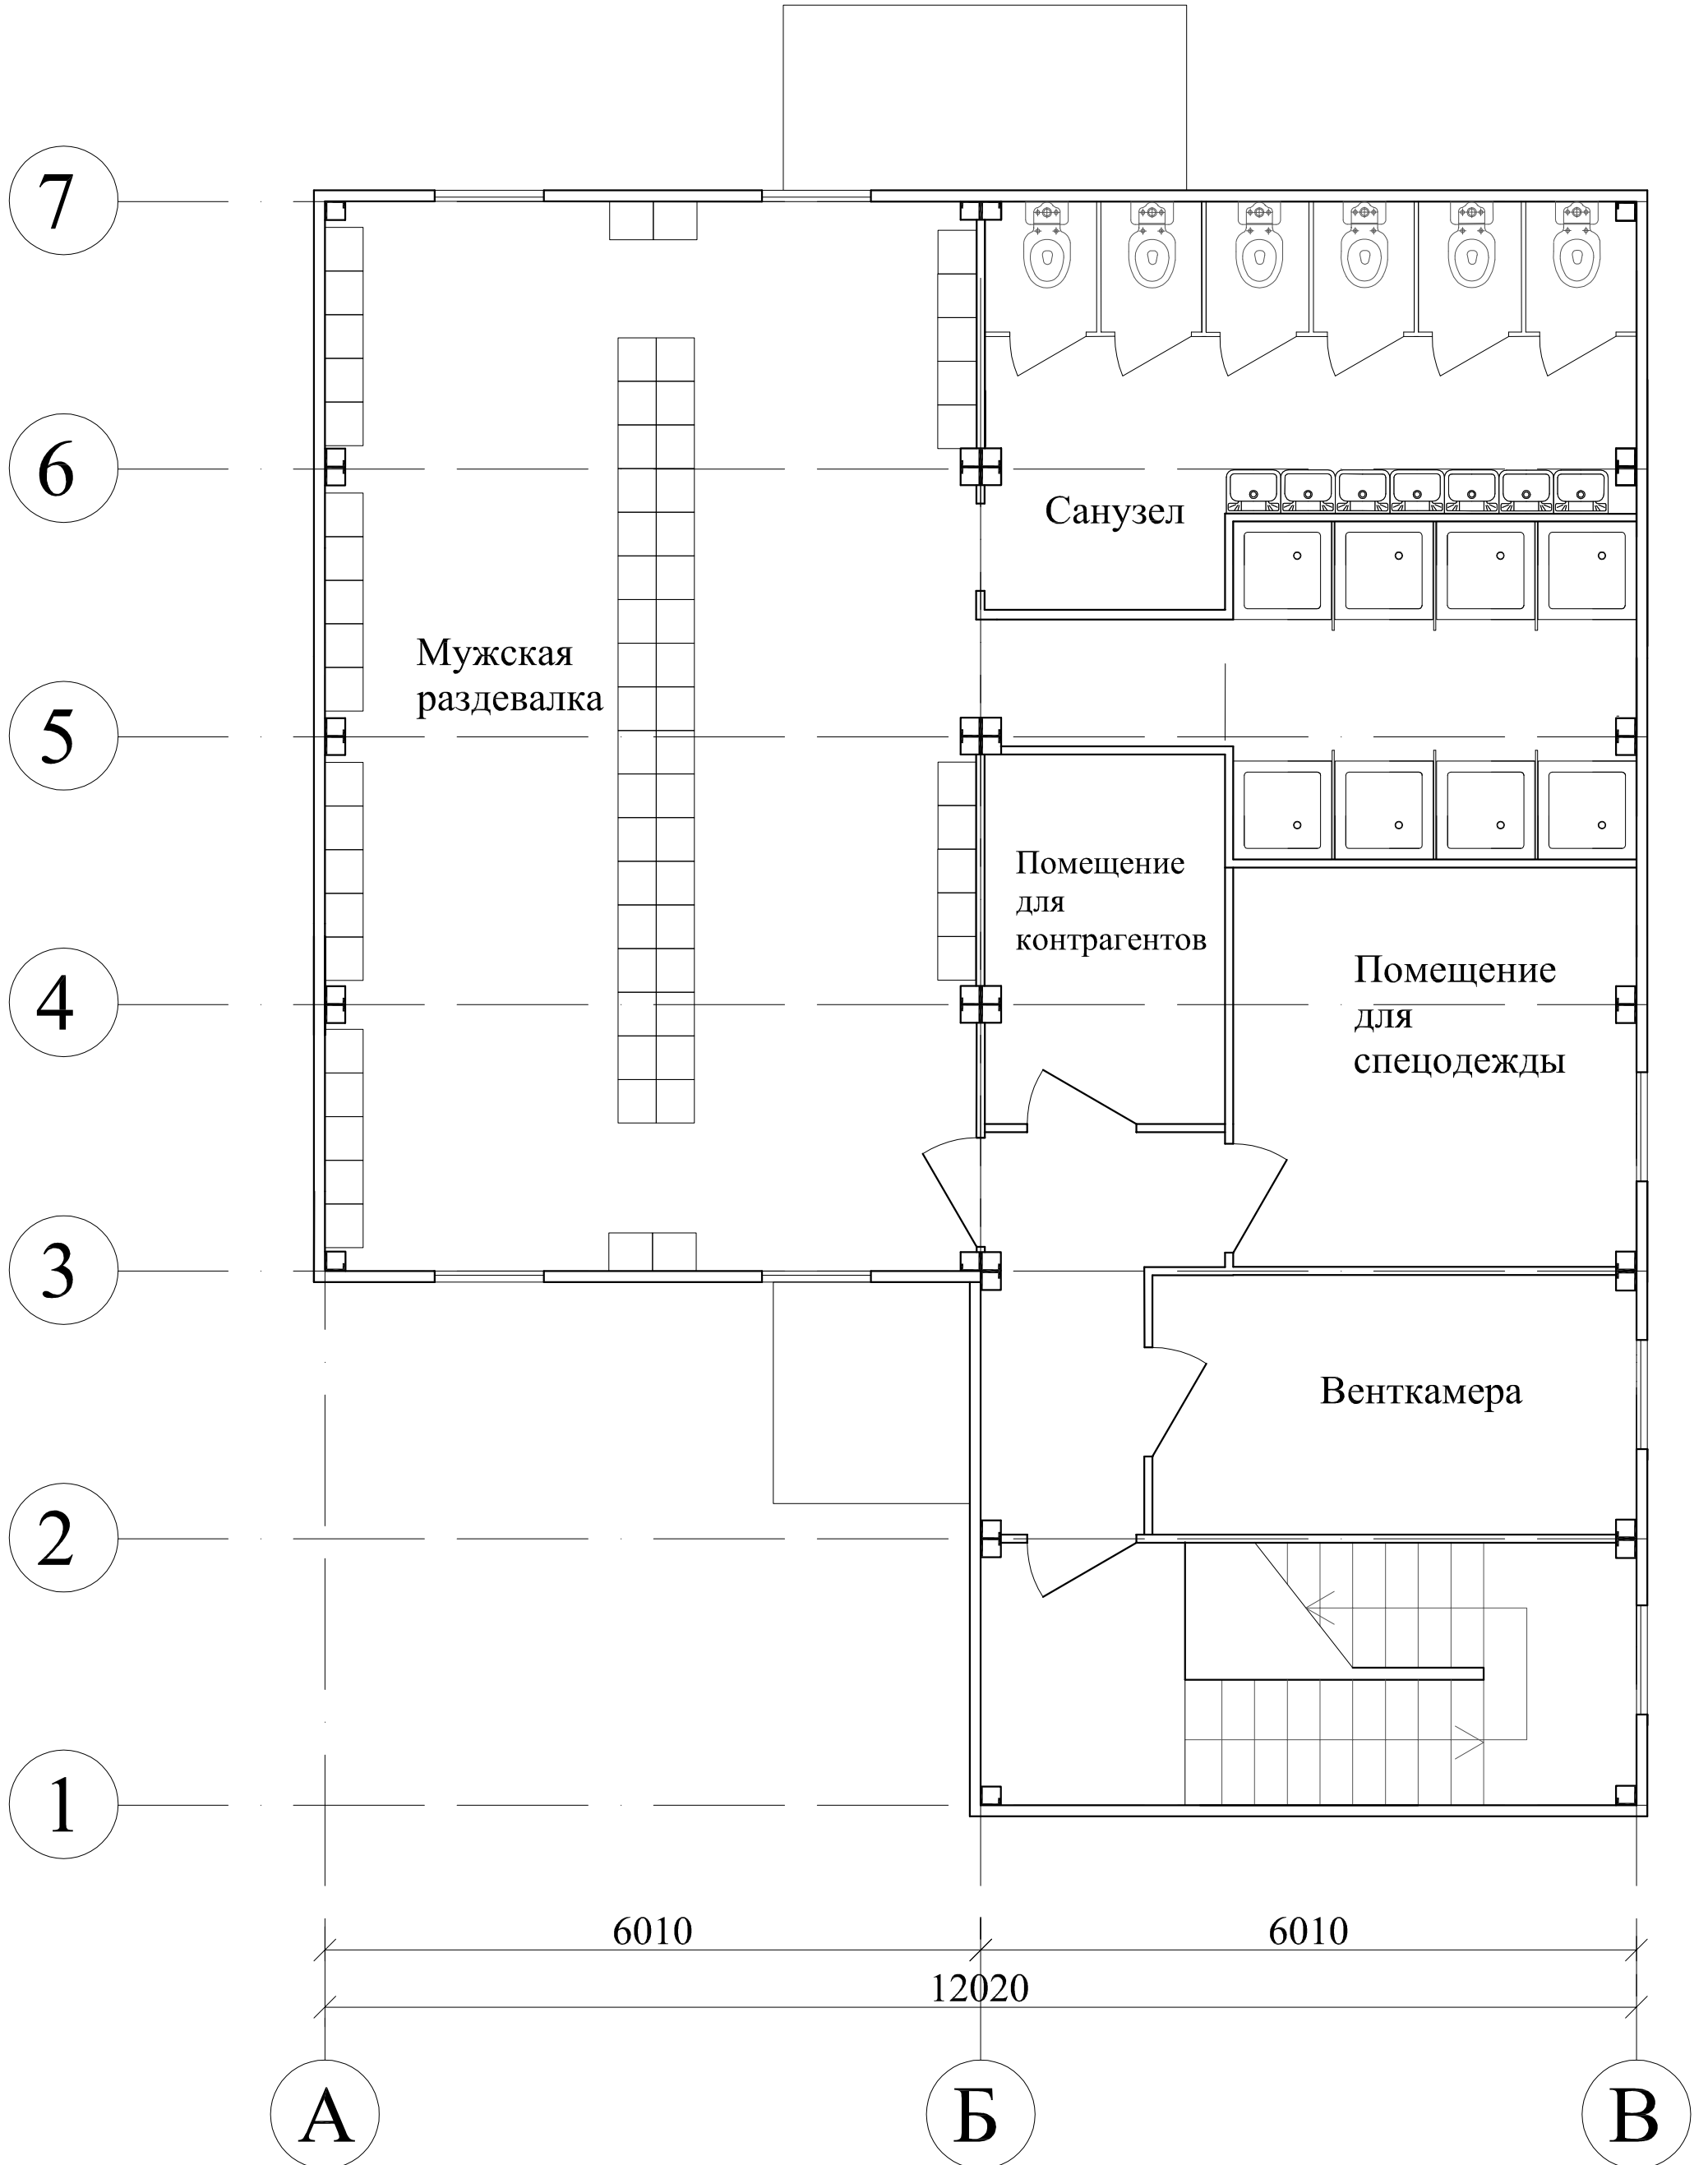 7
6
Санузел
Мужская
раздевалка
5
Помещение
для
контрагентов
4
Помещение
для
спецодежды
3
Венткамера
2
1
6010
6010
12020
А
Б
В